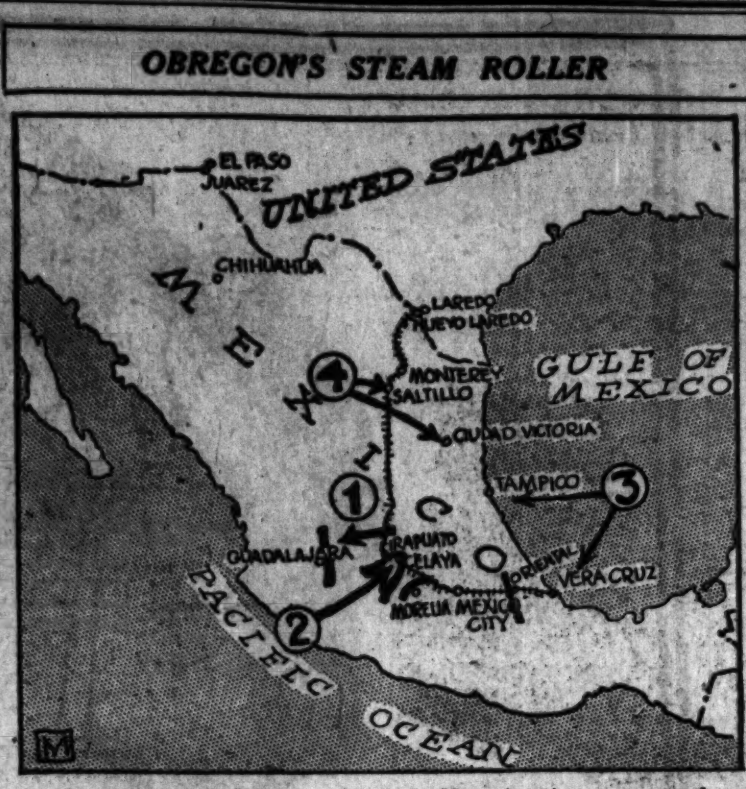 OBREGON'S STEAM ROLLER
EL PASO
JUAREZ
UNITED STATES
CHIHUAHUA
LAREDO
NUEVO LAREDO
MEXICO
GULF OF
MEXICO
4
MONTEREY
SALTILLO
CIUDAD VICTORIA
1
TAMPICO
3
IRAPUATO
GUADALAJARA
CELAYA
ORIENTAL
VERA CRUZ
MORELIA MEXICO
CITY
2
PACIFIC
OCEAN
M